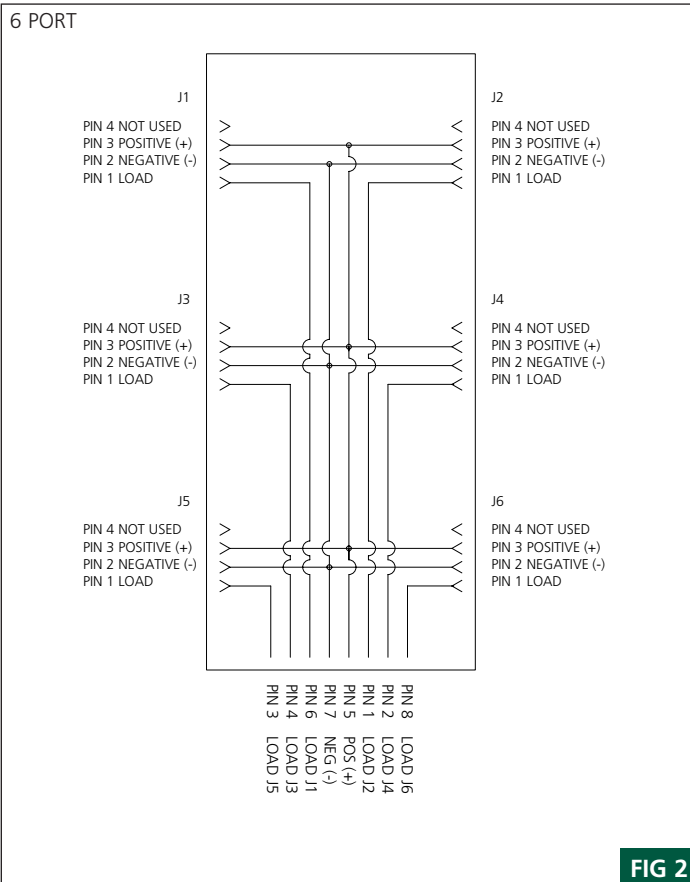 6 PORT
J1
PIN 4 NOT USED
PIN 3 POSITIVE (+)
PIN 2 NEGATIVE (-)
PIN 1 LOAD
J2
PIN 4 NOT USED
PIN 3 POSITIVE (+)
PIN 2 NEGATIVE (-)
PIN 1 LOAD
J3
PIN 4 NOT USED
PIN 3 POSITIVE (+)
PIN 2 NEGATIVE (-)
PIN 1 LOAD
J4
PIN 4 NOT USED
PIN 3 POSITIVE (+)
PIN 2 NEGATIVE (-)
PIN 1 LOAD
J5
PIN 4 NOT USED
PIN 3 POSITIVE (+)
PIN 2 NEGATIVE (-)
PIN 1 LOAD
J6
PIN 4 NOT USED
PIN 3 POSITIVE (+)
PIN 2 NEGATIVE (-)
PIN 1 LOAD
PIN 3 LOAD J5
PIN 4 LOAD J3
PIN 6 LOAD J1
PIN 7 NEG (-)
PIN 5 POS (+)
PIN 1 LOAD J2
PIN 2 LOAD J4
PIN 8 LOAD J6
FIG 2